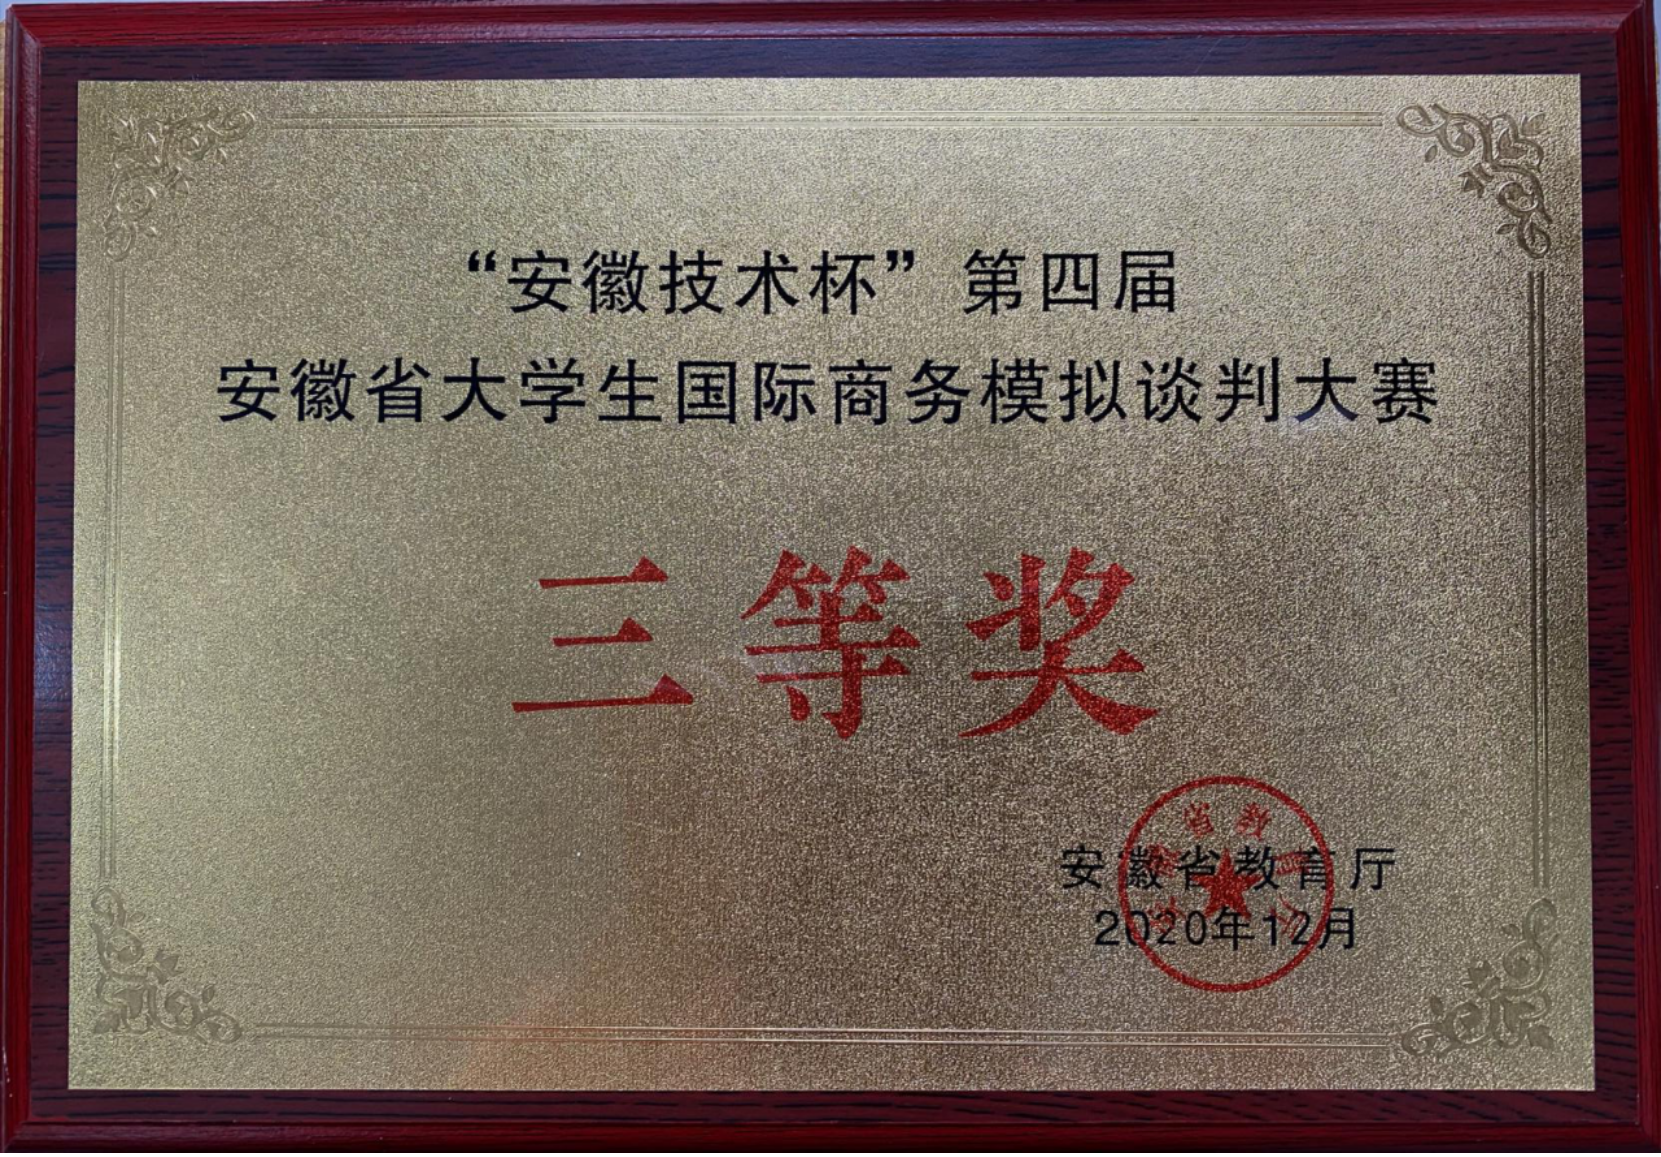 “安徽技术杯”第四届
安徽省大学生国际商务模拟谈判大赛
三等奖
安徽省教育厅
2020年12月